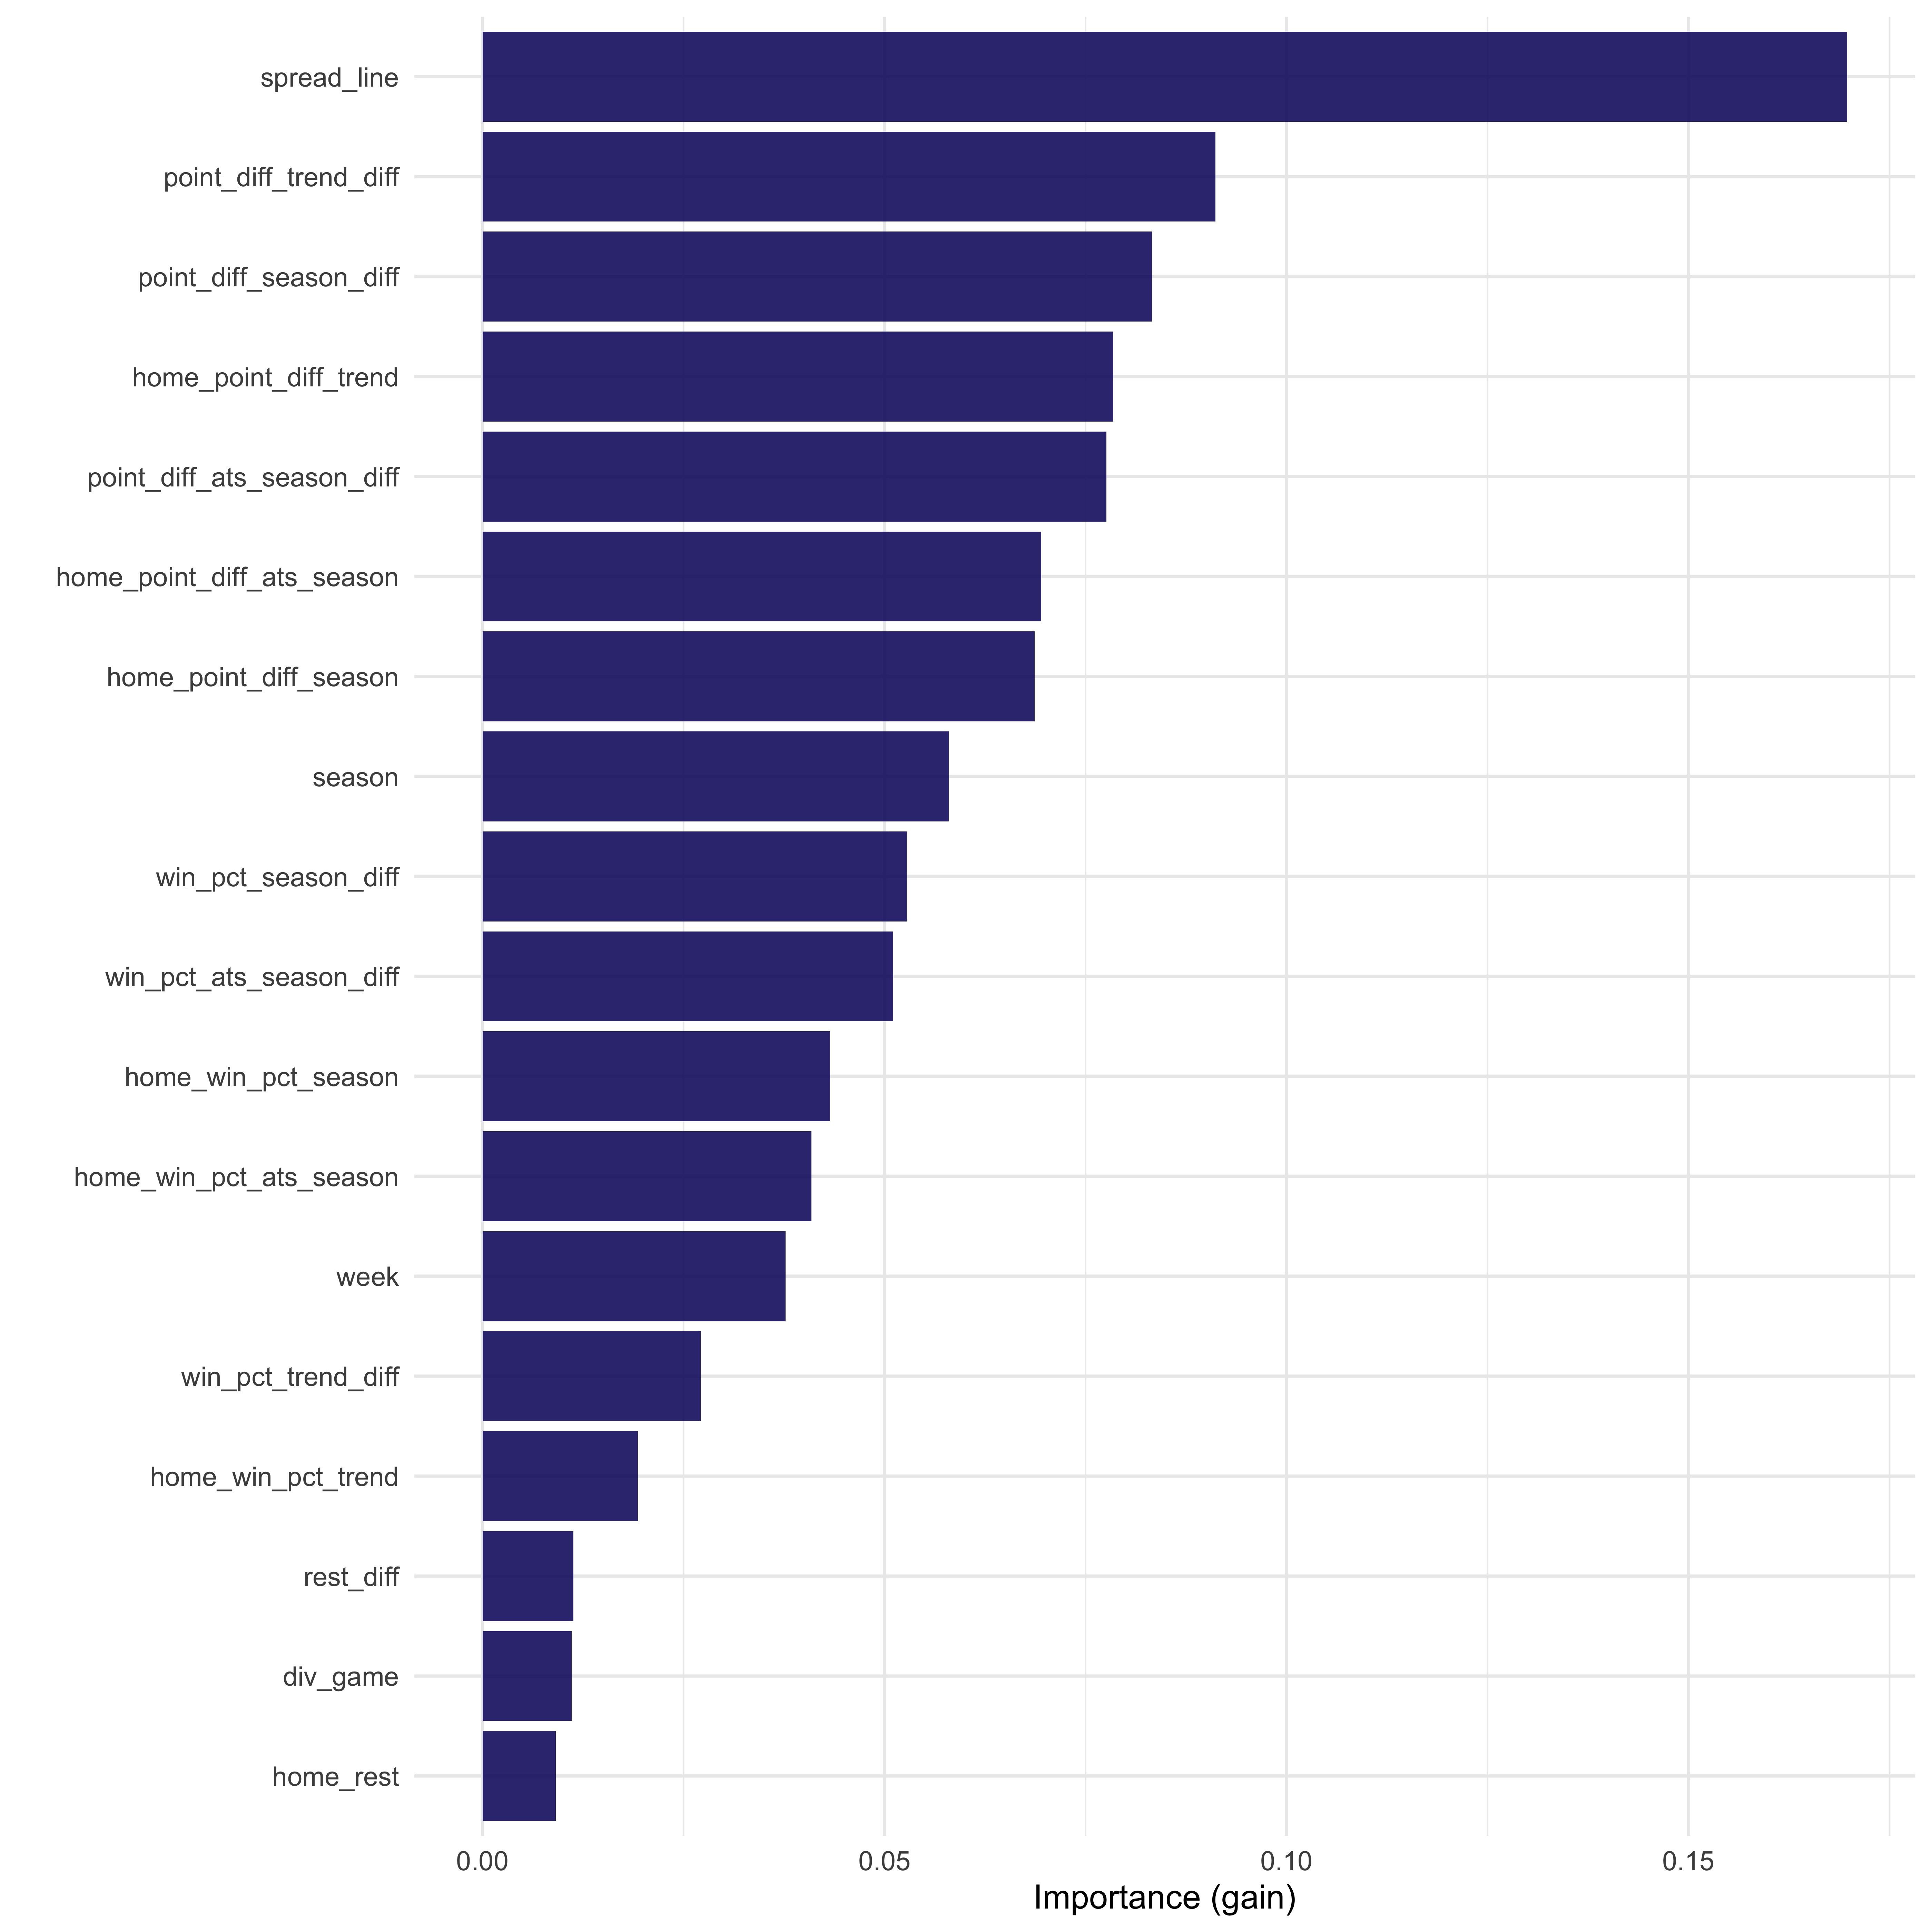 spread_line
point_diff_trend_diff
point_diff_season_diff
home_point_diff_trend
point_diff_ats_season_diff
home_point_diff_ats_season
home_point_diff_season
season
win_pct_season_diff
win_pct_ats_season_diff
home_win_pct_season
home_win_pct_ats_season
week
win_pct_trend_diff
home_win_pct_trend
rest_diff
div_game
home_rest
0.00 0.05 0.10 0.15
Importance (gain)